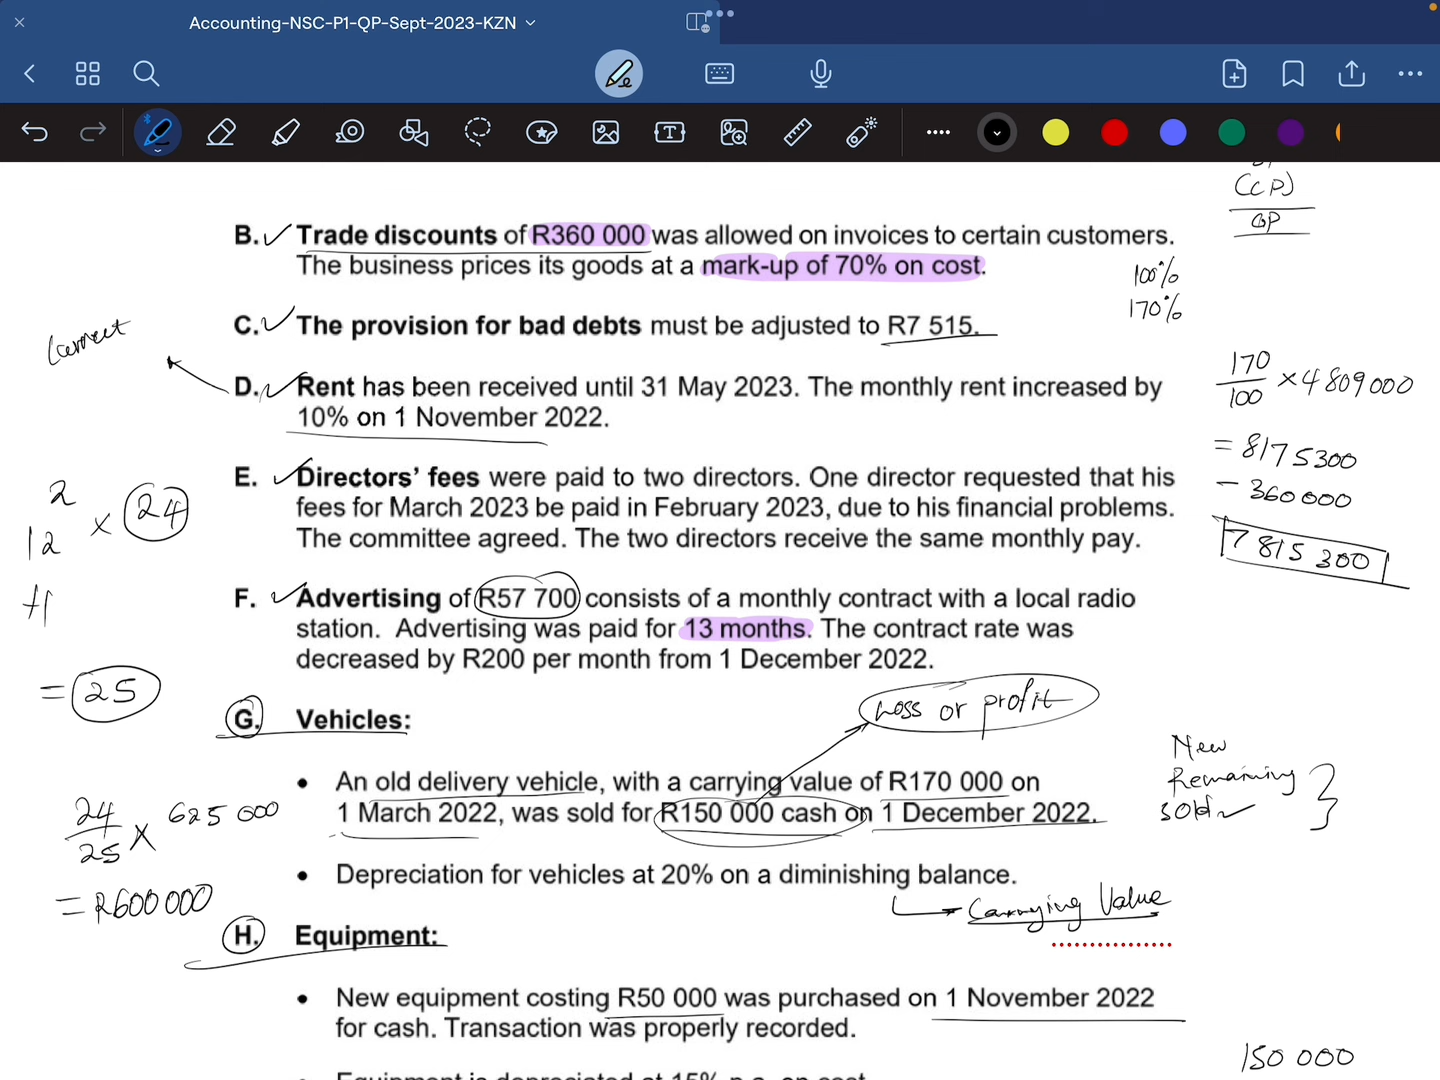 Accounting-NSC-P1-QP-Sept-2023-KZN
(CP)
GP
B. Trade discounts of R360 000 was allowed on invoices to certain customers.
The business prices its goods at a mark-up of 70% on cost.
100%
170%
C. The provision for bad debts must be adjusted to R7 515.
Correct
D. Rent has been received until 31 May 2023. The monthly rent increased by
10% on 1 November 2022.
170
100
×4 809 000
= 8175300
- 360000
7 815 300
E. Directors' fees were paid to two directors. One director requested that his
fees for March 2023 be paid in February 2023, due to his financial problems.
The committee agreed. The two directors receive the same monthly pay.
2
12 × 24
+1
= 25
F. Advertising of R57 700 consists of a monthly contract with a local radio
station. Advertising was paid for 13 months. The contract rate was
decreased by R200 per month from 1 December 2022.
Loss or profit
G. Vehicles:
New
Remaining
Sold
An old delivery vehicle, with a carrying value of R170 000 on
1 March 2022, was sold for R150 000 cash on 1 December 2022.
24
25
× 625 000
= R600 000
Depreciation for vehicles at 20% on a diminishing balance.
Carrying Value
H. Equipment:
New equipment costing R50 000 was purchased on 1 November 2022
for cash. Transaction was properly recorded.
150 000
Equipment is depreciated at 15% p.a. on cost